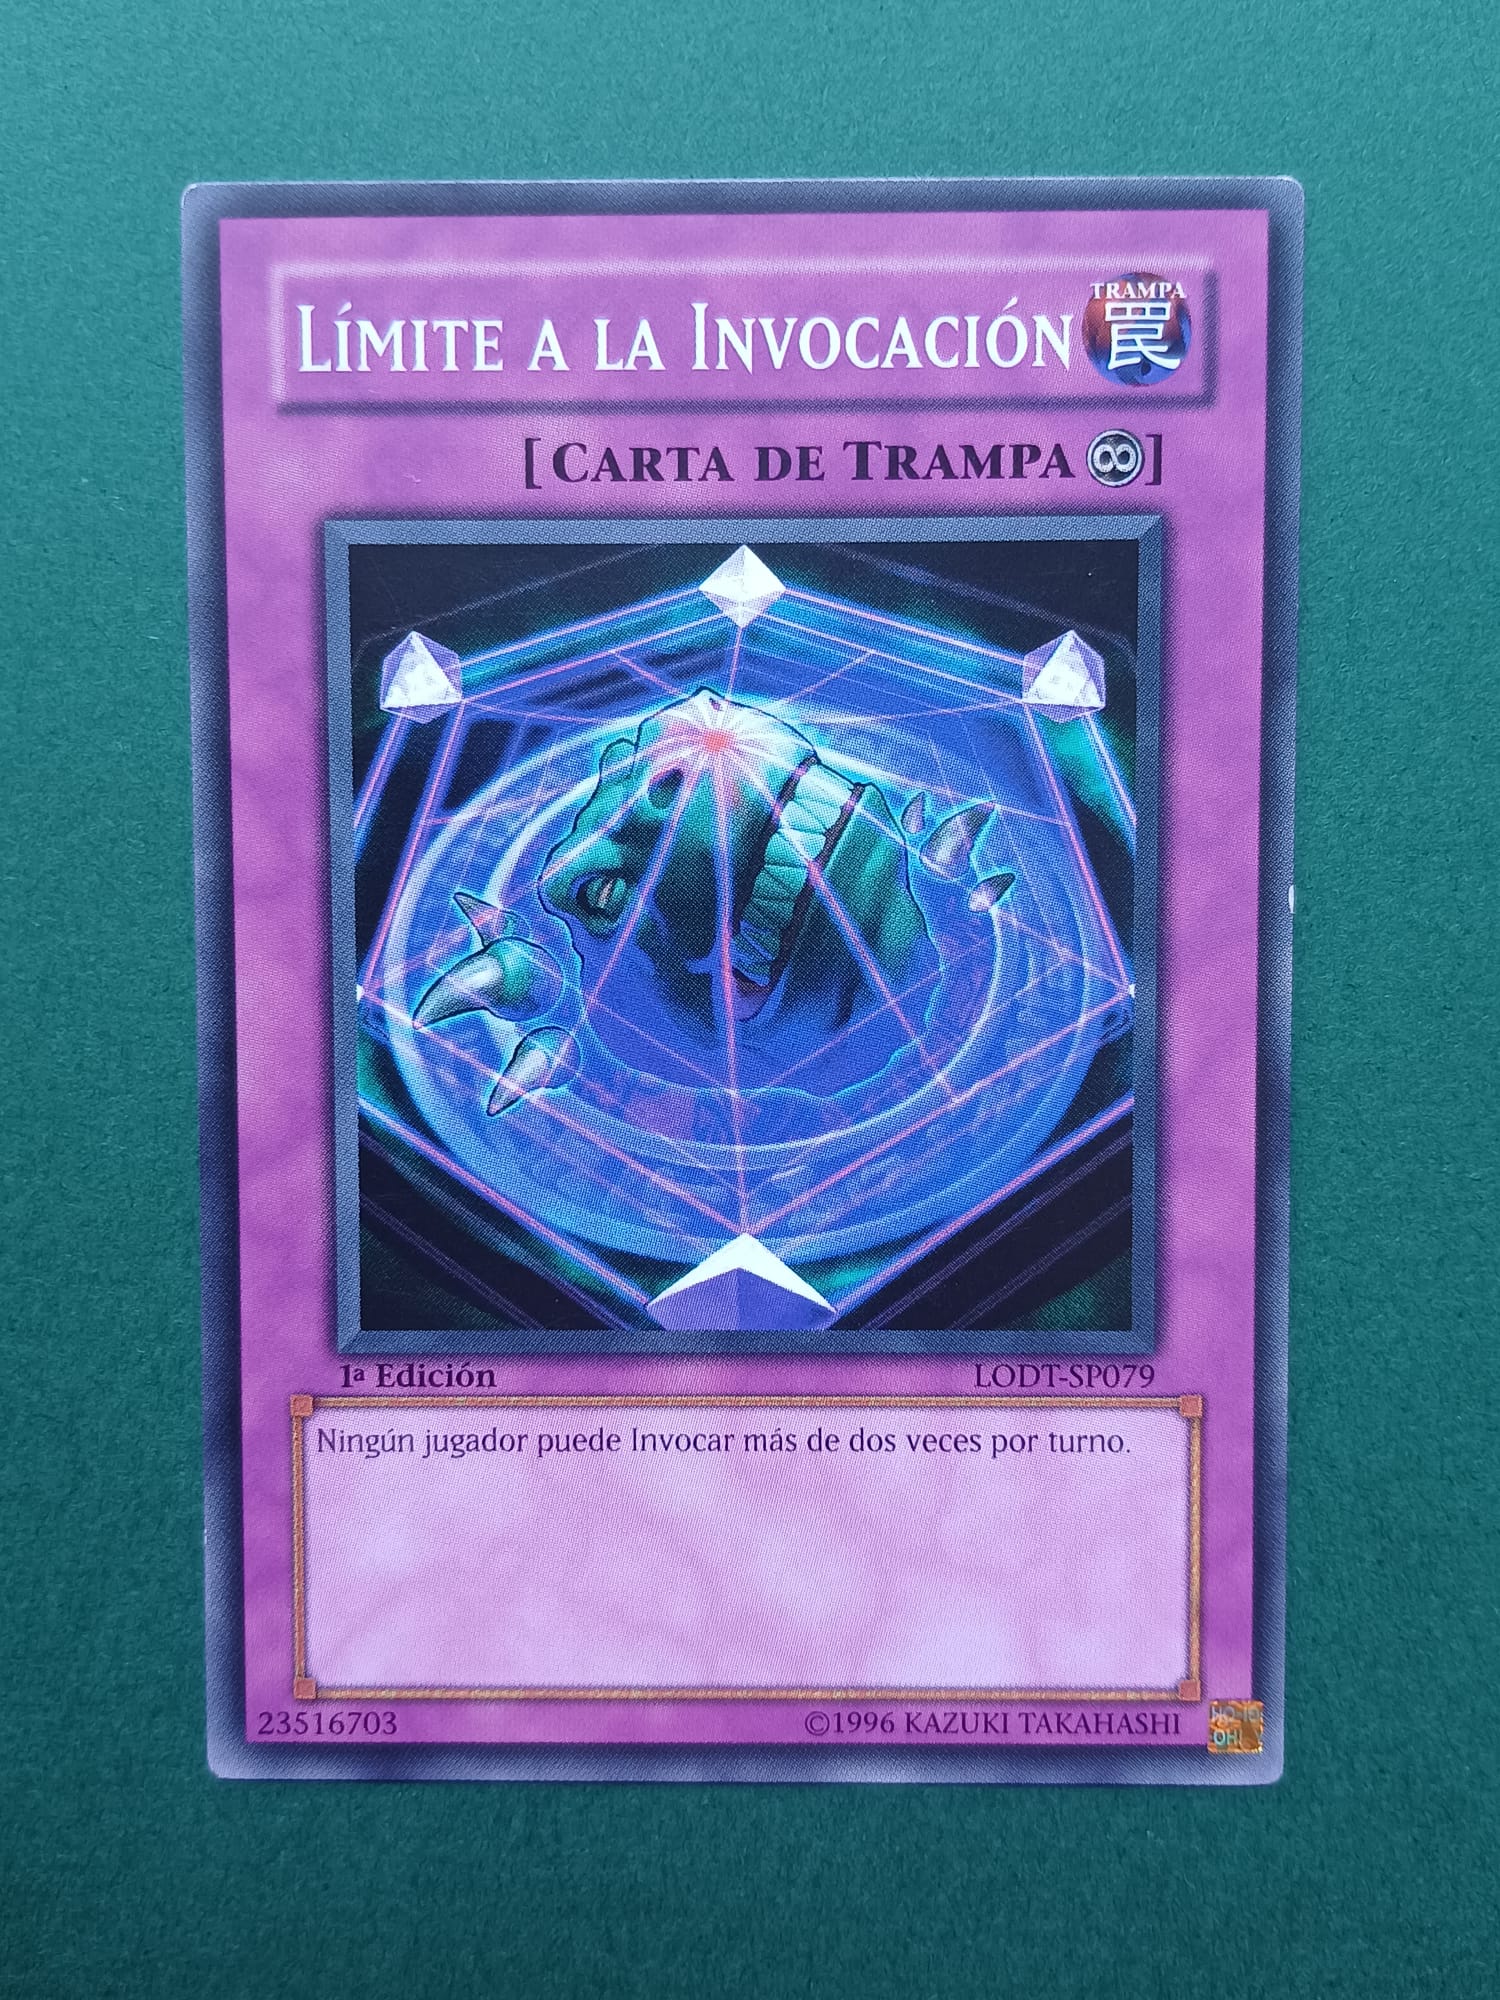 LÍMITE A LA INVOCACIÓN
TRAMPA
罠
[CARTA DE TRAMPA ∞]
1ª Edición
LODT-SP079
Ningún jugador puede Invocar más de dos veces por turno.
23516703
©1996 KAZUKI TAKAHASHI